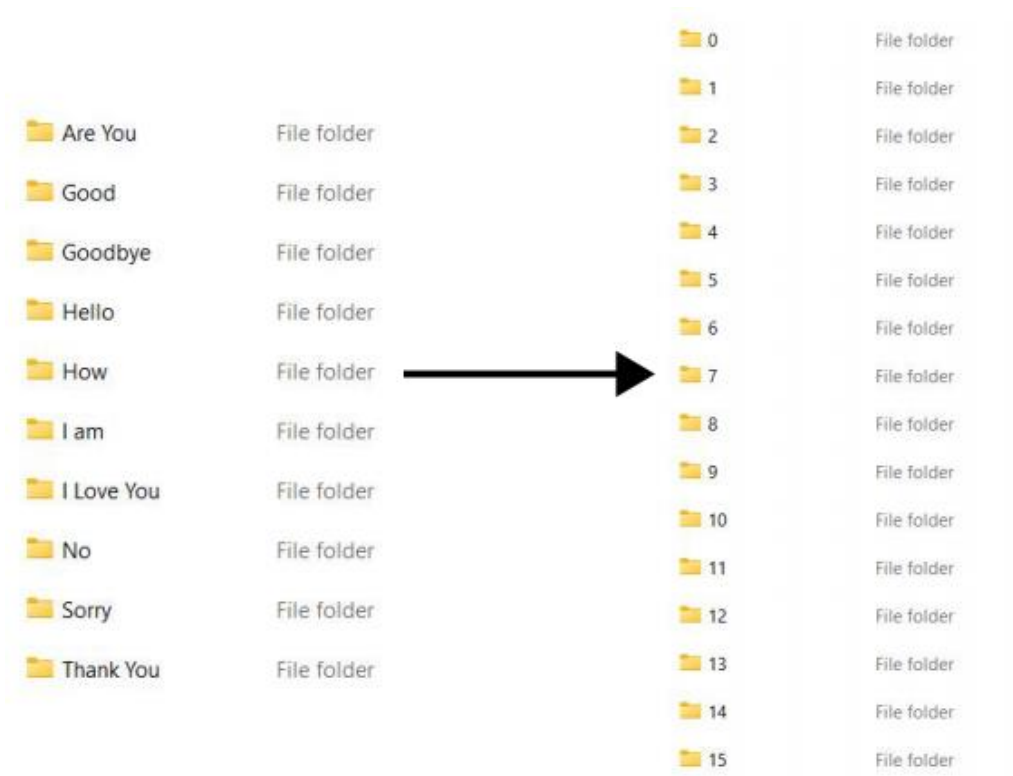 Are You File folder
Good File folder
Goodbye File folder
Hello File folder
How File folder
I am File folder
I Love You File folder
No File folder
Sorry File folder
Thank You File folder
0 File folder
1 File folder
2 File folder
3 File folder
4 File folder
5 File folder
6 File folder
7 File folder
8 File folder
9 File folder
10 File folder
11 File folder
12 File folder
13 File folder
14 File folder
15 File folder